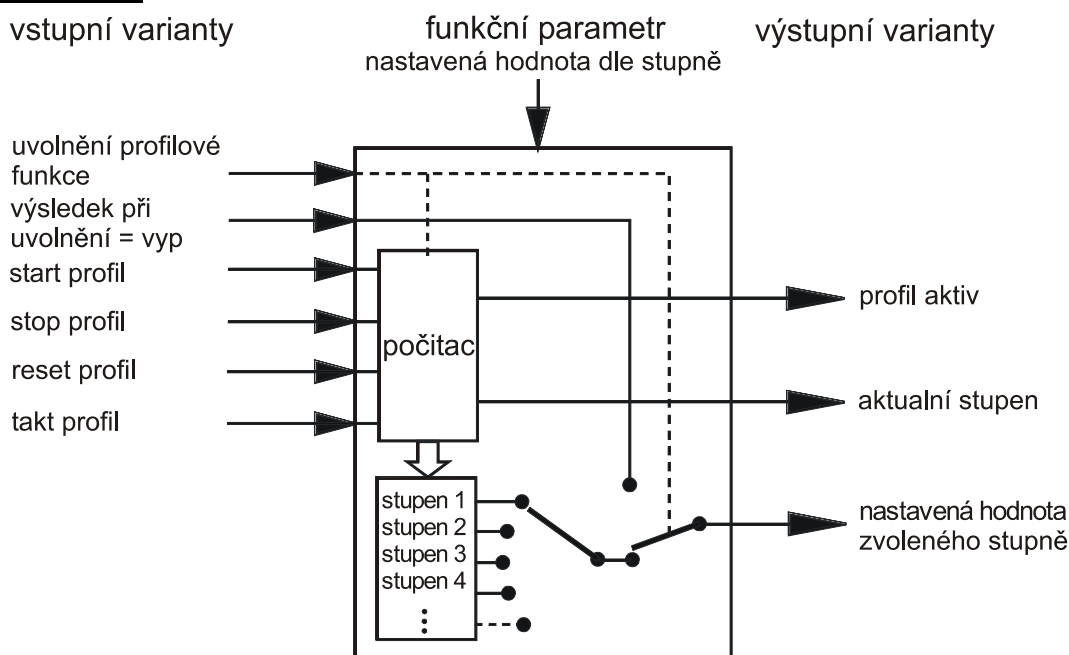 vstupní varianty
funkční parametr
nastavená hodnota dle stupně
výstupní varianty
uvolnění profilové
funkce
výsledek při
uvolnění = vyp
start profil
stop profil
reset profil
takt profil
počitac
profil aktiv
aktualní stupen
stupen 1
stupen 2
stupen 3
stupen 4
nastavená hodnota
zvoleného stupně